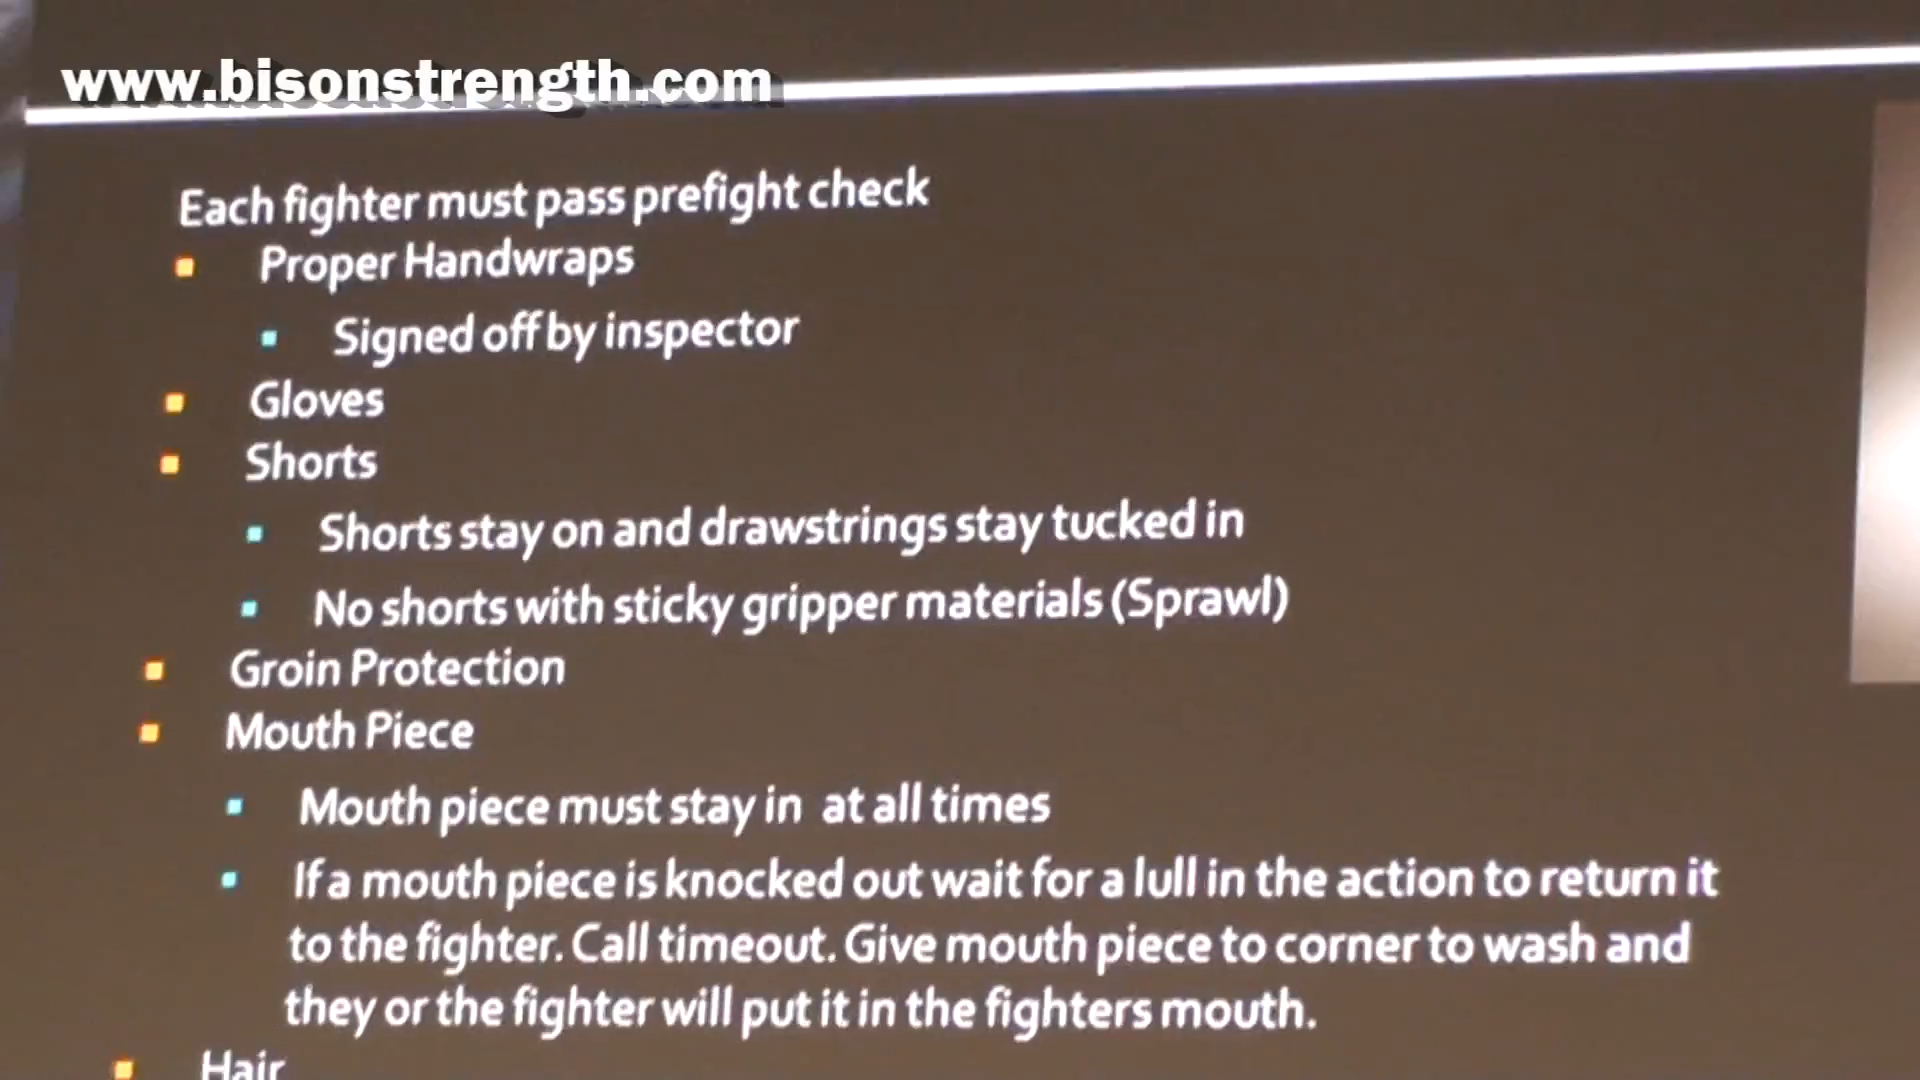 www.bisonstrength.com
Each fighter must pass prefight check
Proper Handwraps
Signed off by inspector
Gloves
Shorts
Shorts stay on and drawstrings stay tucked in
No shorts with sticky gripper materials (Sprawl)
Groin Protection
Mouth Piece
Mouth piece must stay in at all times
If a mouth piece is knocked out wait for a lull in the action to return it
to the fighter. Call timeout. Give mouth piece to corner to wash and
they or the fighter will put it in the fighters mouth.
Hair